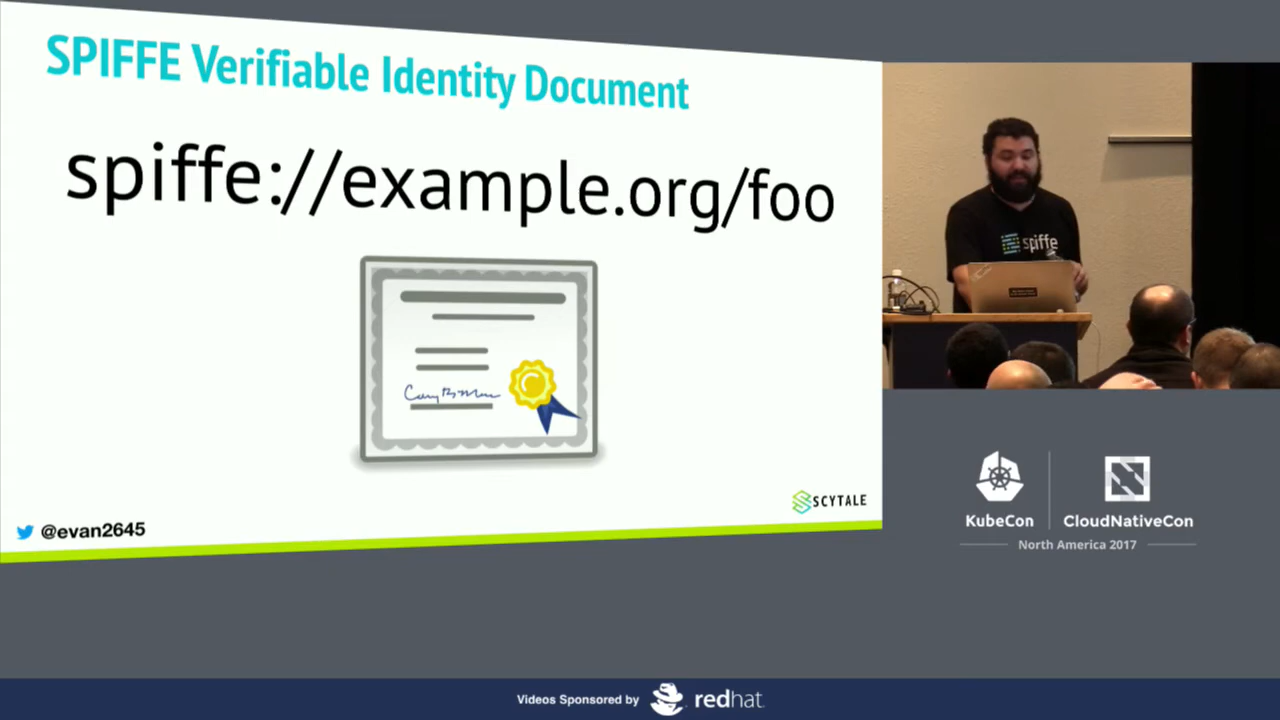 SPIFFE Verifiable Identity Document
spiffe://example.org/foo
SCYTALE
@evan2645
spiffe
KubeCon
CloudNativeCon
North America 2017
Videos Sponsored by
redhat